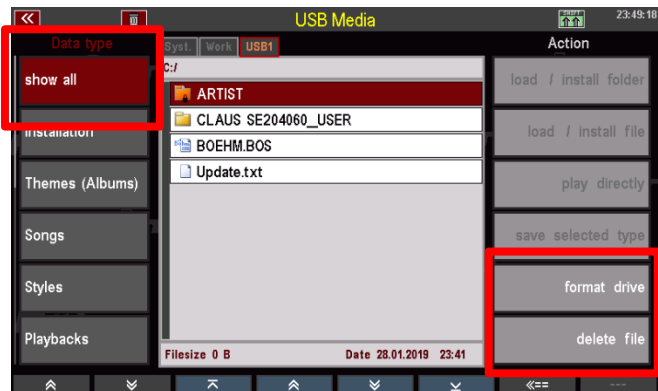 USB Media
23:49:18
Data type
Syst. Work USB1
Action
C:/
show all
ARTIST
CLAUS SE204060_USER
BOEHM.BOS
Update.txt
Installation
Themes (Albums)
Songs
Styles
Playbacks
load / install folder
load / install file
play directly
save selected type
format drive
delete file
Filesize 0 B Date 28.01.2019 23:41
<==
---